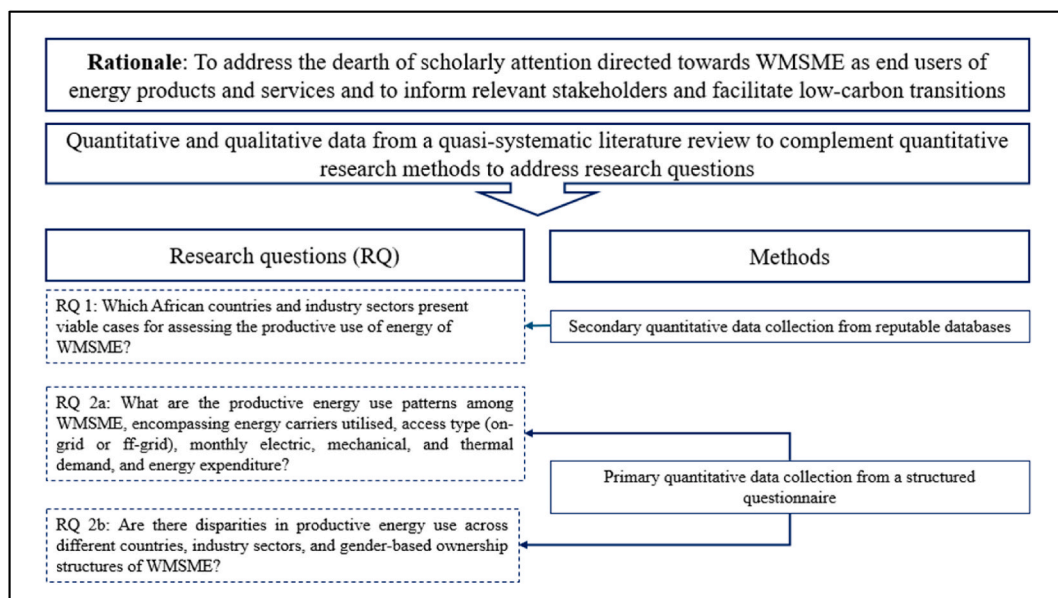 Rationale: To address the dearth of scholarly attention directed towards WMSME as end users of
energy products and services and to inform relevant stakeholders and facilitate low-carbon transitions
Quantitative and qualitative data from a quasi-systematic literature review to complement quantitative
research methods to address research questions
Research questions (RQ)
Methods
RQ 1: Which African countries and industry sectors present
viable cases for assessing the productive use of energy of
WMSME?
Secondary quantitative data collection from reputable databases
RQ 2a: What are the productive energy use patterns among
WMSME, encompassing energy carriers utilised, access type (on-
grid or ff-grid), monthly electric, mechanical, and thermal
demand, and energy expenditure?
Primary quantitative data collection from a structured
questionnaire
RQ 2b: Are there disparities in productive energy use across
different countries, industry sectors, and gender-based ownership
structures of WMSME?